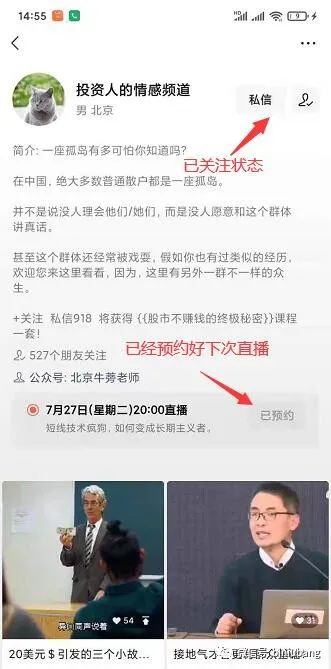 14:55
9
投资人的情感频道
男 北京
私信
已关注状态
简介: 一座孤岛有多可怕你知道吗?
在中国, 绝大多数普通散户都是一座孤岛。
并不是说没人理会他们/她们, 而是没人愿意和这个群体
讲真话。
甚至这个群体还经常被戏耍, 假如你也有过类似的经历,
欢迎您来这里看看, 因为, 这里有另外一群不一样的众
生。
+关注 私信918 将获得 {{股市不赚钱的终极秘密}}课程
一套!
527个朋友关注
已经预约好下次直播
公众号: 北京牛蒡老师
7月27日(星期二)20:00直播
短线技术疯狗, 如何变成长期主义者。
已预约
异口同声说着
54
31
20美元 $ 引发的三个小故...
接地气